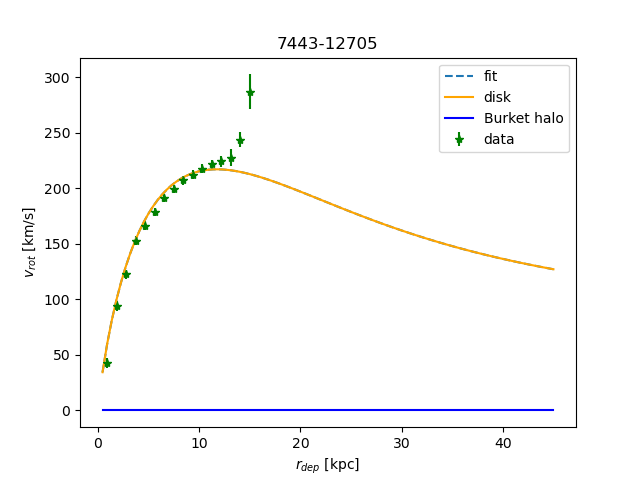 7443-12705
fit
disk
Burket halo
data
300
250
200
150
100
50
0
v_rot [km/s]
0 10 20 30 40
r_dep [kpc]